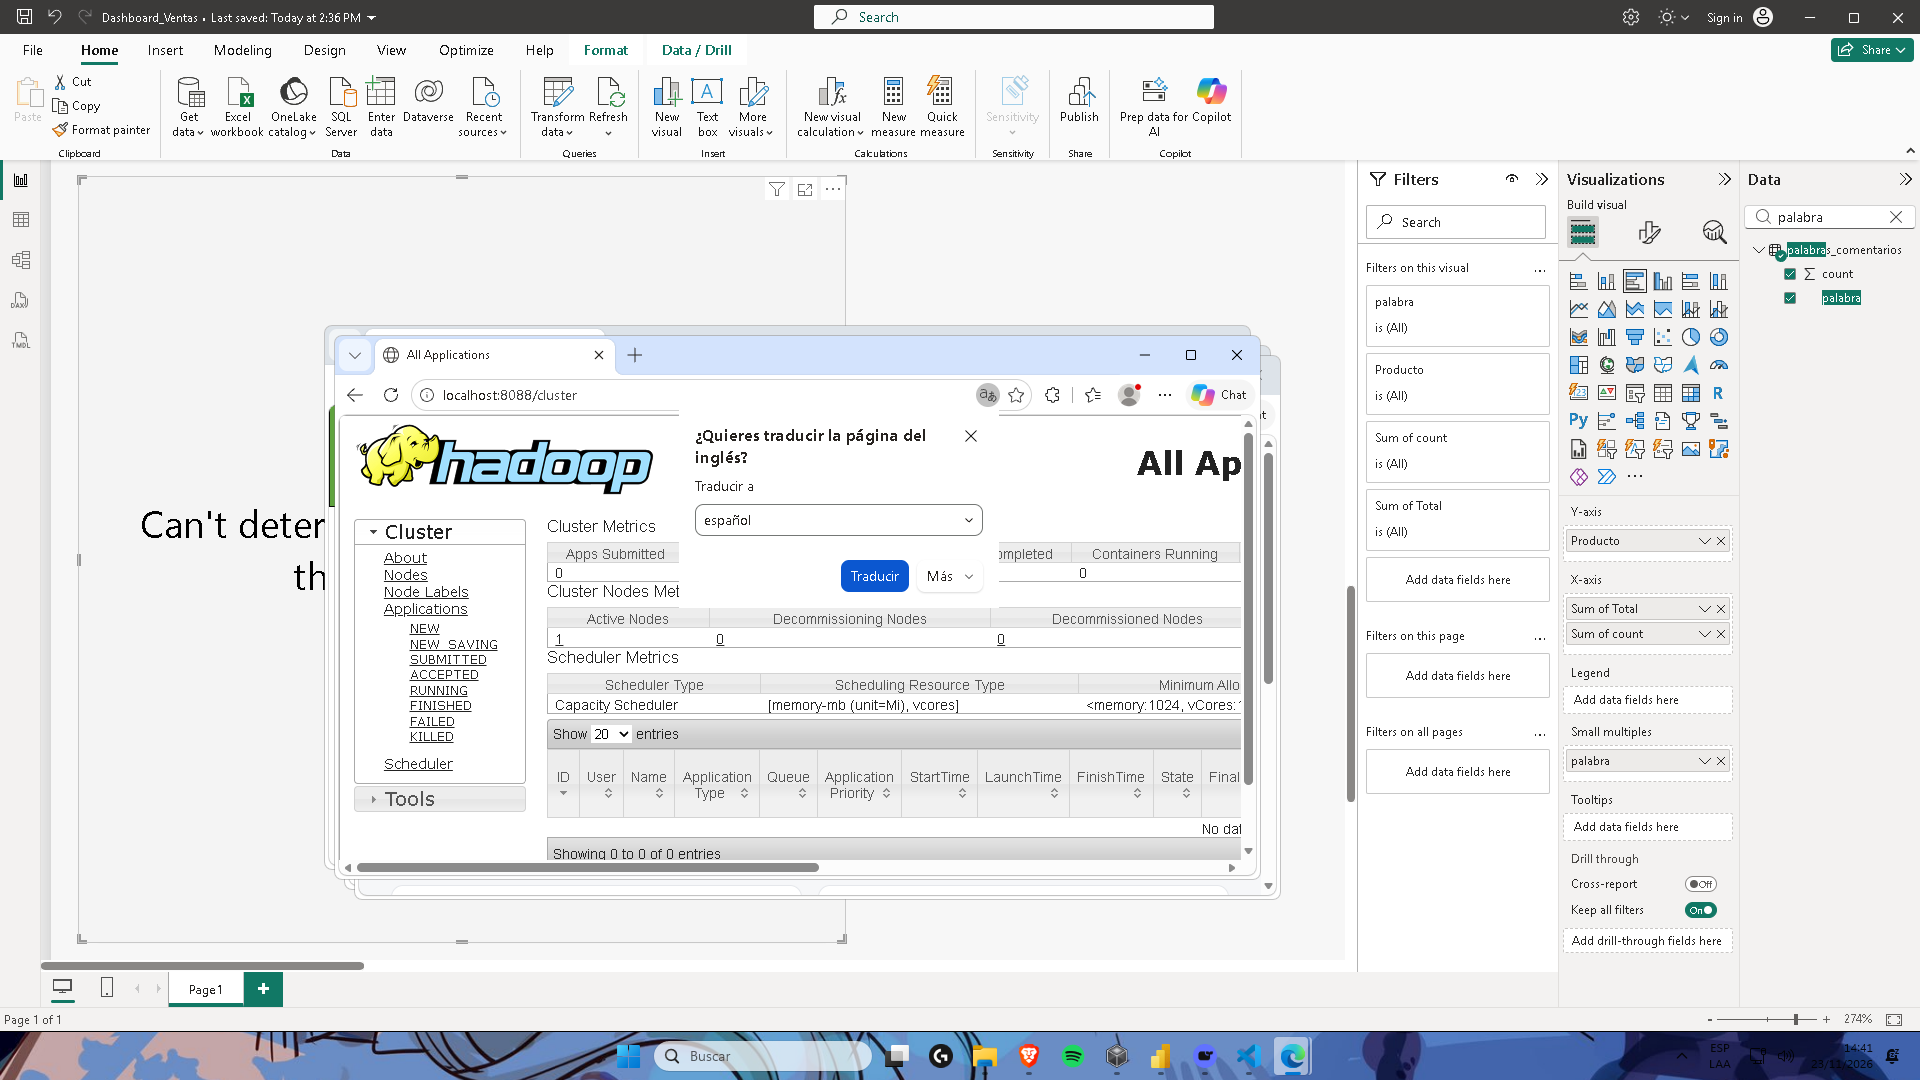 Dashboard_Ventas • Last saved: Today at 2:36 PM
Search
Sign in
File
Home
Insert
Modeling
Design
View
Optimize
Help
Format
Data / Drill
Share
Paste
Cut
Copy
Format painter
Clipboard
Get data
Excel workbook
OneLake catalog
SQL Server
Enter data
Dataverse
Recent sources
Data
Transform data
Refresh
Queries
New visual
Text box
More visuals
Insert
New visual calculation
New measure
Quick measure
Calculations
Sensitivity
Sensitivity
Publish
Share
Prep data for AI
Copilot
Copilot
Can't deter
th
All Applications
localhost:8088/cluster
Chat
hadoop
All Ap
¿Quieres traducir la página del inglés?
Traducir a
español
Traducir
Más
Cluster
About
Nodes
Node Labels
Applications
NEW
NEW_SAVING
SUBMITTED
ACCEPTED
RUNNING
FINISHED
FAILED
KILLED
Scheduler
Tools
Cluster Metrics
Apps Submitted
ompleted
Containers Running
0
0
Cluster Nodes Met
Active Nodes
Decommissioning Nodes
Decommissioned Nodes
1
0
0
Scheduler Metrics
Scheduler Type
Scheduling Resource Type
Minimum Allo
Capacity Scheduler
[memory-mb (unit=Mi), vcores]
<memory:1024, vCores:1
Show 20 entries
ID
User
Name
Application Type
Queue
Application Priority
StartTime
LaunchTime
FinishTime
State
Final
No dat
Showing 0 to 0 of 0 entries
Filters
Search
Filters on this visual
palabra
is (All)
Producto
is (All)
Sum of count
is (All)
Sum of Total
is (All)
Add data fields here
Filters on this page
Add data fields here
Filters on all pages
Add data fields here
Visualizations
Build visual
Y-axis
Producto
X-axis
Sum of Total
Sum of count
Legend
Add data fields here
Small multiples
palabra
Tooltips
Add data fields here
Drill through
Cross-report
Off
Keep all filters
On
Add drill-through fields here
Data
palabra
palabras_comentarios
count
palabra
Page 1
Page 1 of 1
274%
Buscar
ESP
LAA
14:41
23/11/2026